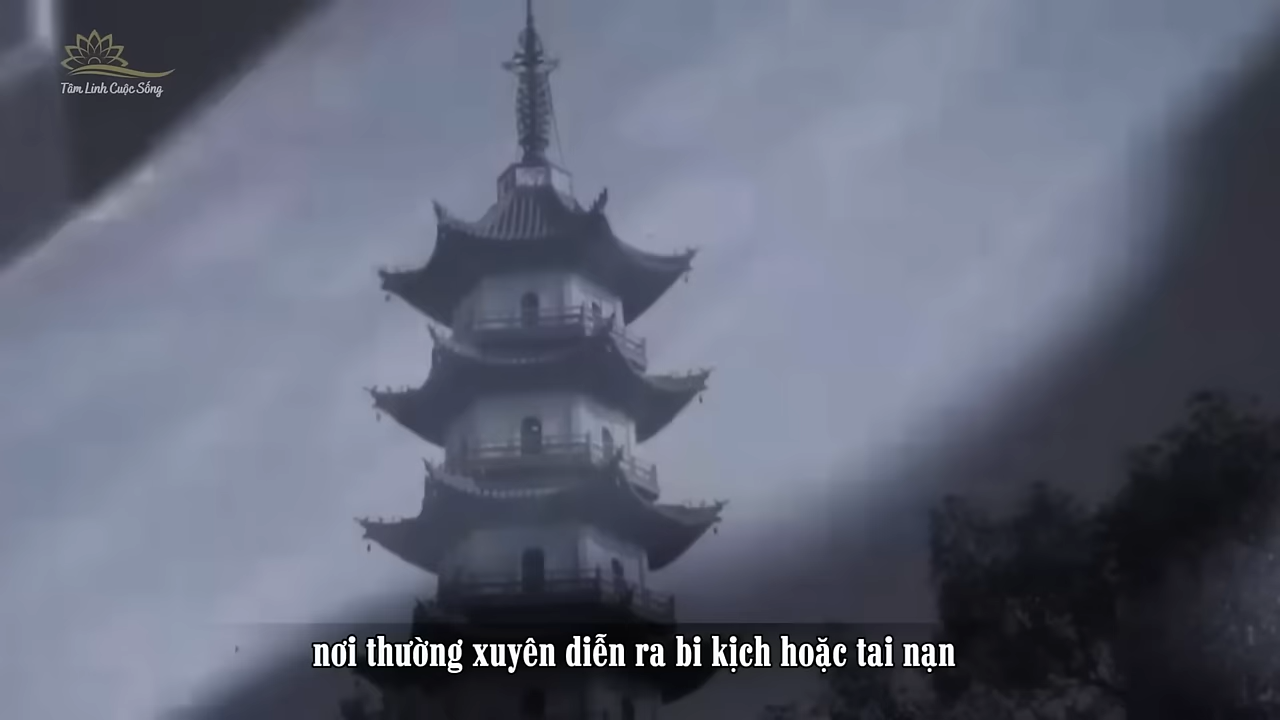 Tâm Linh Cuộc Sống
nơi thường xuyên diễn ra bi kịch hoặc tai nạn